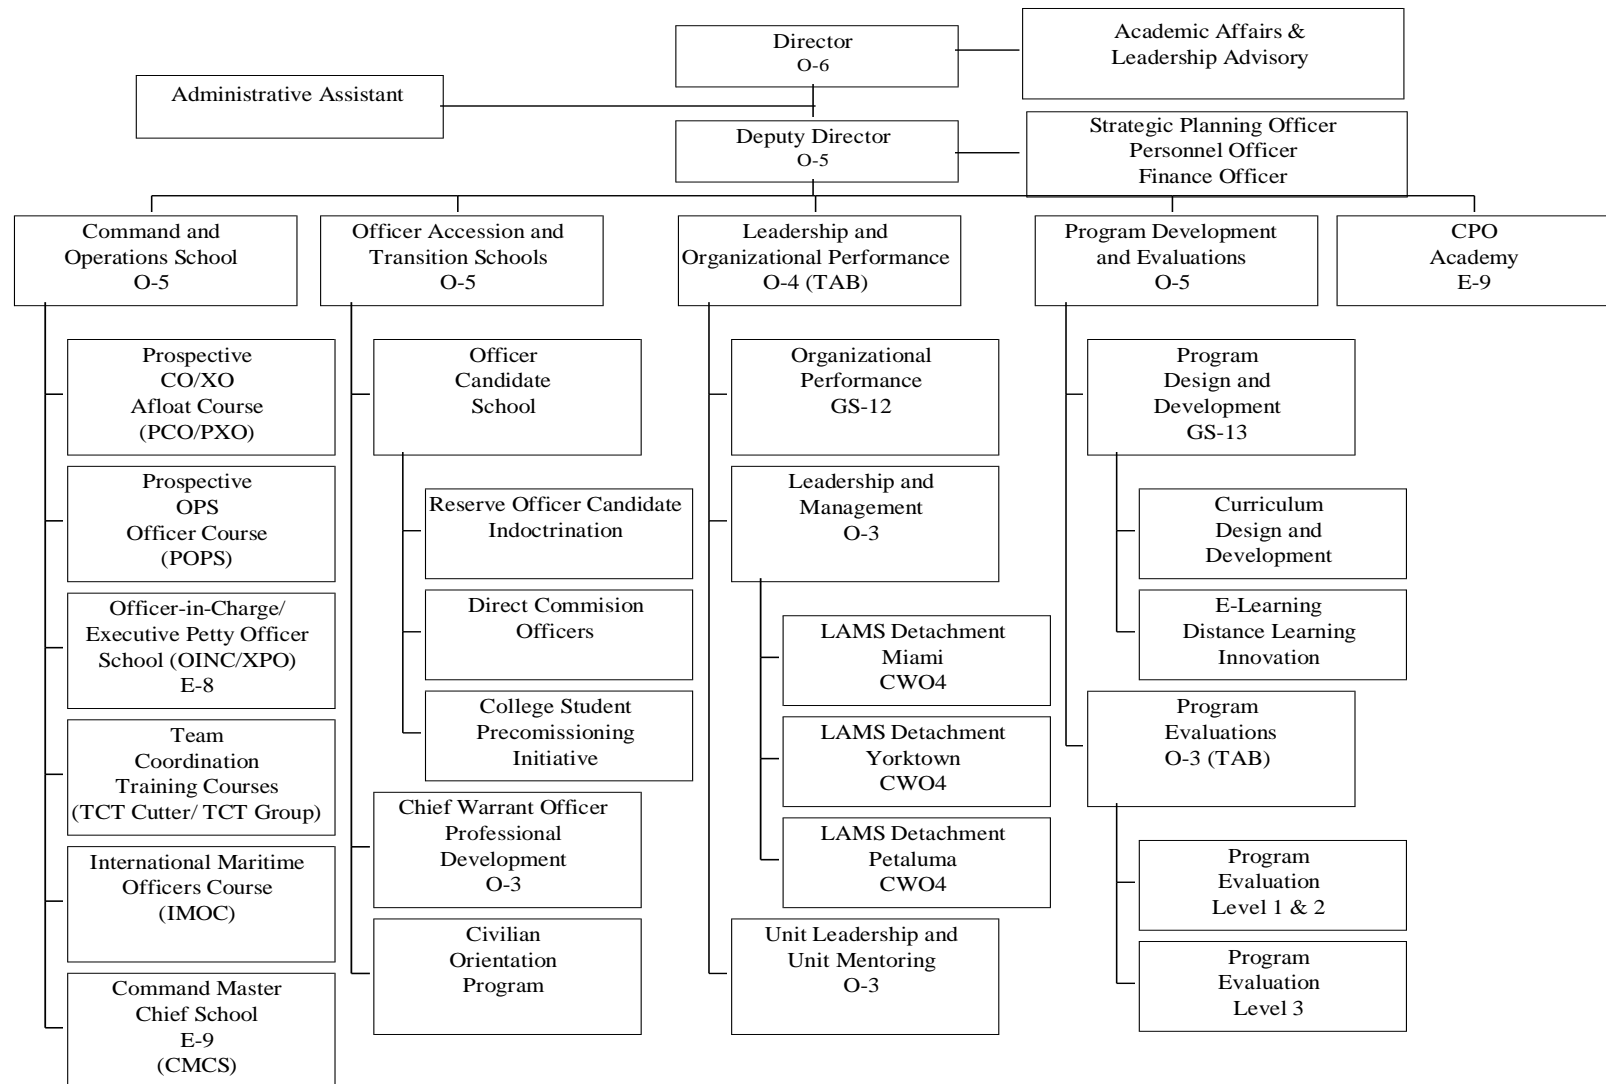 Director
O-6
Academic Affairs &
Leadership Advisory
Administrative Assistant
Deputy Director
O-5
Strategic Planning Officer
Personnel Officer
Finance Officer
Command and
Operations School
O-5
Officer Accession and
Transition Schools
O-5
Leadership and
Organizational Performance
O-4 (TAB)
Program Development
and Evaluations
O-5
CPO
Academy
E-9
Prospective
CO/XO
Afloat Course
(PCO/PXO)
Prospective
OPS
Officer Course
(POPS)
Officer-in-Charge/
Executive Petty Officer
School (OINC/XPO)
E-8
Team
Coordination
Training Courses
(TCT Cutter/ TCT Group)
International Maritime
Officers Course
(IMOC)
Command Master
Chief School
E-9
(CMCS)
Officer
Candidate
School
Reserve Officer Candidate
Indoctrination
Direct Commision
Officers
College Student
Precomissioning
Initiative
Chief Warrant Officer
Professional
Development
O-3
Civilian
Orientation
Program
Organizational
Performance
GS-12
Leadership and
Management
O-3
LAMS Detachment
Miami
CWO4
LAMS Detachment
Yorktown
CWO4
LAMS Detachment
Petaluma
CWO4
Unit Leadership and
Unit Mentoring
O-3
Program
Design and
Development
GS-13
Curriculum
Design and
Development
E-Learning
Distance Learning
Innovation
Program
Evaluations
O-3 (TAB)
Program
Evaluation
Level 1 & 2
Program
Evaluation
Level 3